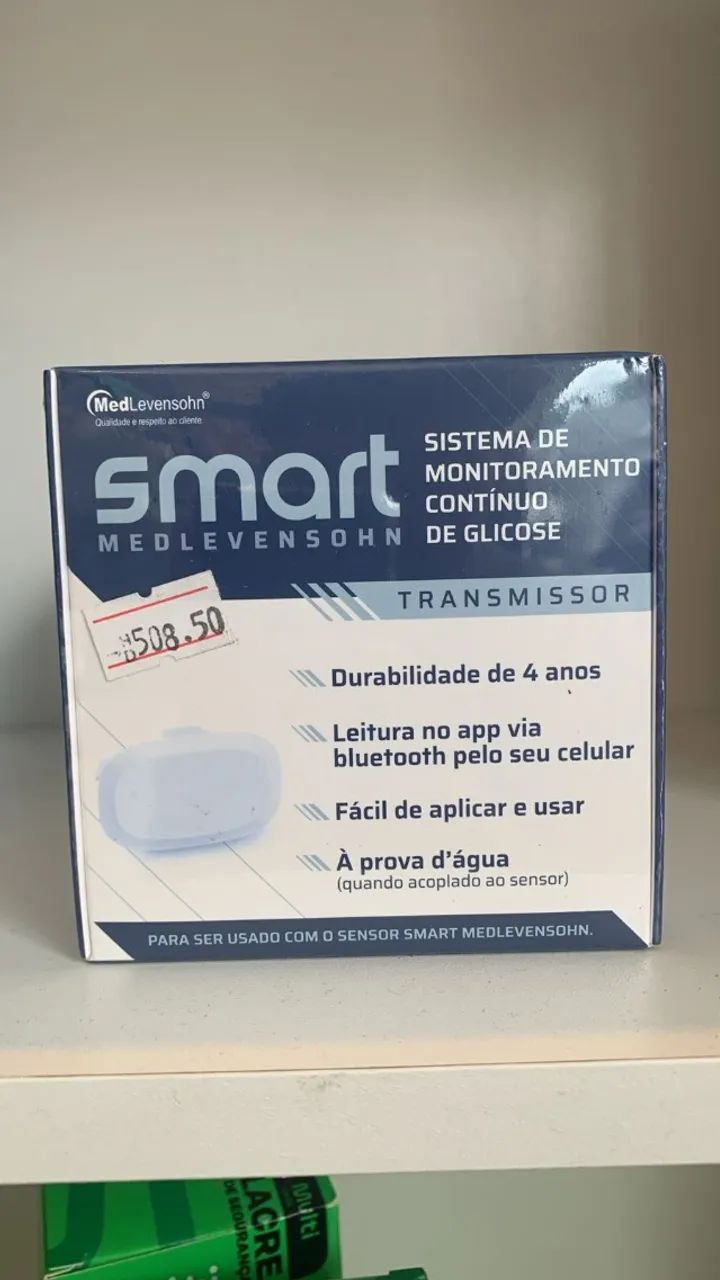 MedLevensohn®
Qualidade e respeito ao cliente
smart
MEDLEVENSOHN
SISTEMA DE
MONITORAMENTO
CONTÍNUO
DE GLICOSE
TRANSMISSOR
508.50
Durabilidade de 4 anos
Leitura no app via
bluetooth pelo seu celular
Fácil de aplicar e usar
À prova d'água
(quando acoplado ao sensor)
PARA SER USADO COM O SENSOR SMART MEDLEVENSOHN.
Multi
LACRE